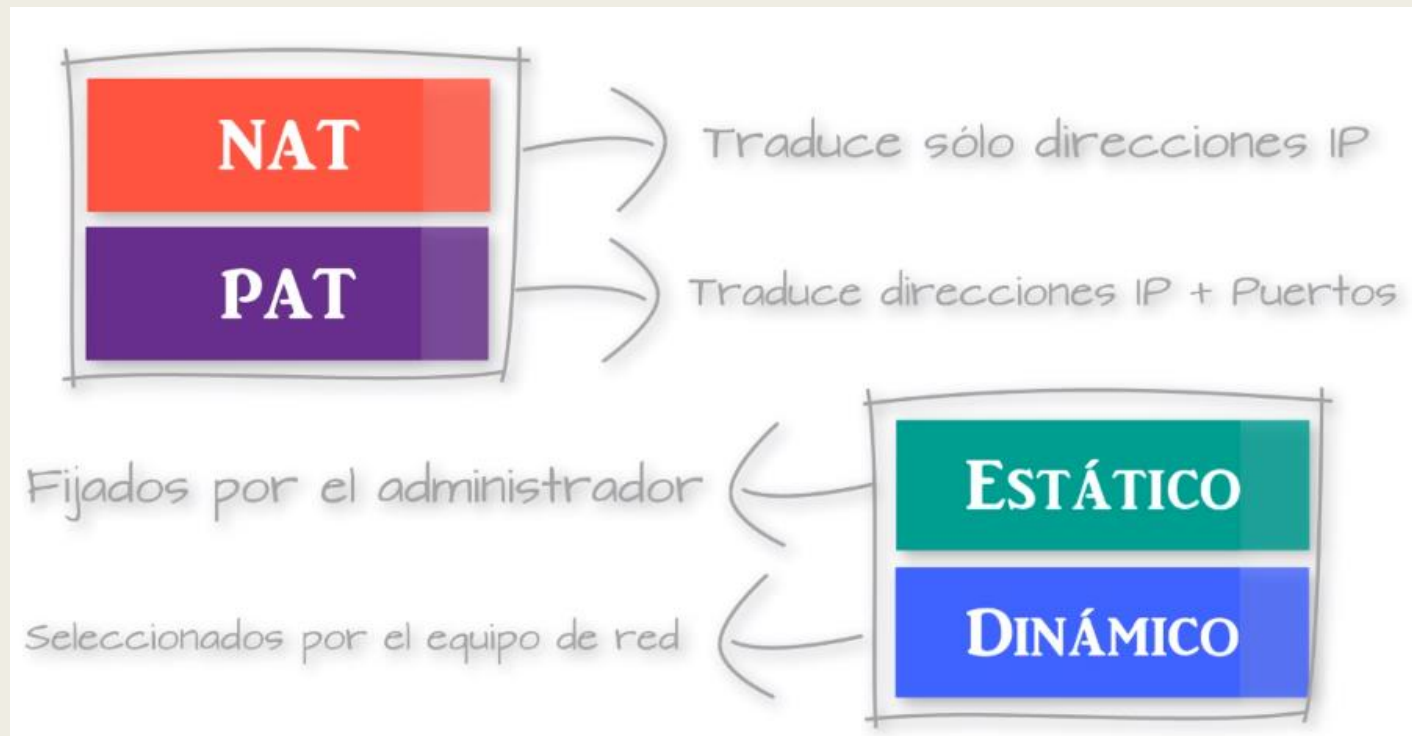 NAT
Traduce sólo direcciones IP
PAT
Traduce direcciones IP + Puertos
Fijados por el administrador
ESTÁTICO
Seleccionados por el equipo de red
DINÁMICO